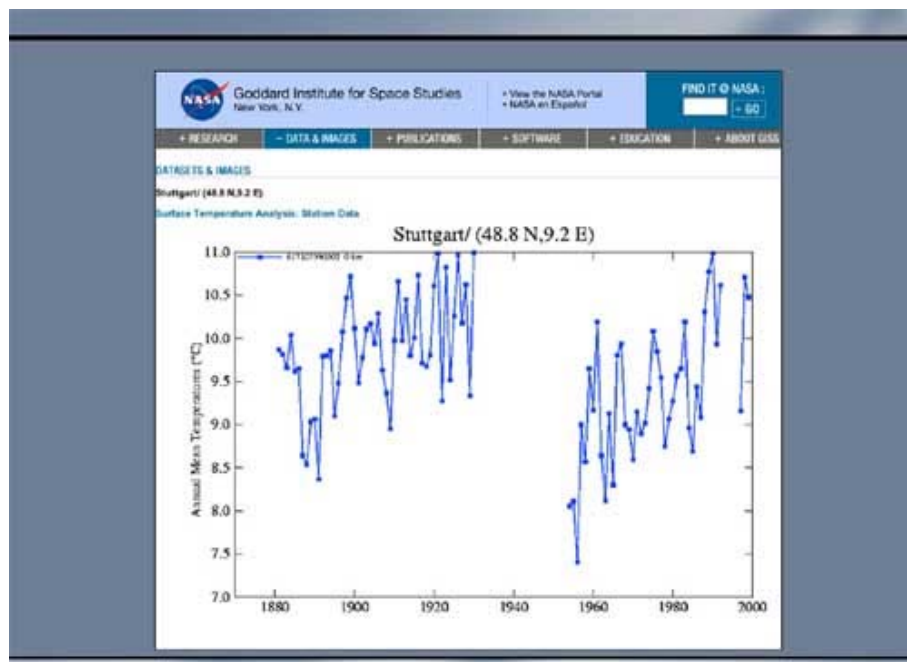 NASA
Goddard Institute for Space Studies
New York, N.Y.
• View the NASA Portal
• NASA en Español
FIND IT @ NASA :
+ GO
+ RESEARCH
− DATA & IMAGES
+ PUBLICATIONS
+ SOFTWARE
+ EDUCATION
+ ABOUT GISS
DATASETS & IMAGES
Stuttgart/ (48.8 N,9.2 E)
Surface Temperature Analysis: Station Data
Stuttgart/ (48.8 N,9.2 E)
0 km
Annual Mean Temperatures (°C)
11.0
10.5
10.0
9.5
9.0
8.5
8.0
7.5
7.0
1880 1900 1920 1940 1960 1980 2000